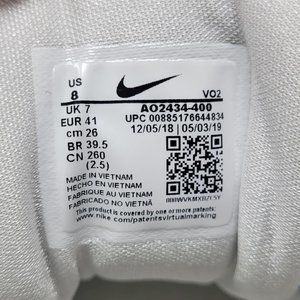 US
8
VO2
UK 7
AO2434-400
EUR 41
UPC 00885176644834
cm 26
12/05/18 | 05/03/19
BR 39.5
CN 260
(2.5)
MADE IN VIETNAM
HECHO EN VIETNAM
FABRIQUE AU VIETNAM
FABRICADO NO VIETNÃ
This product is covered by one or more patents:
www.nike.com/patentsvirtualmarking